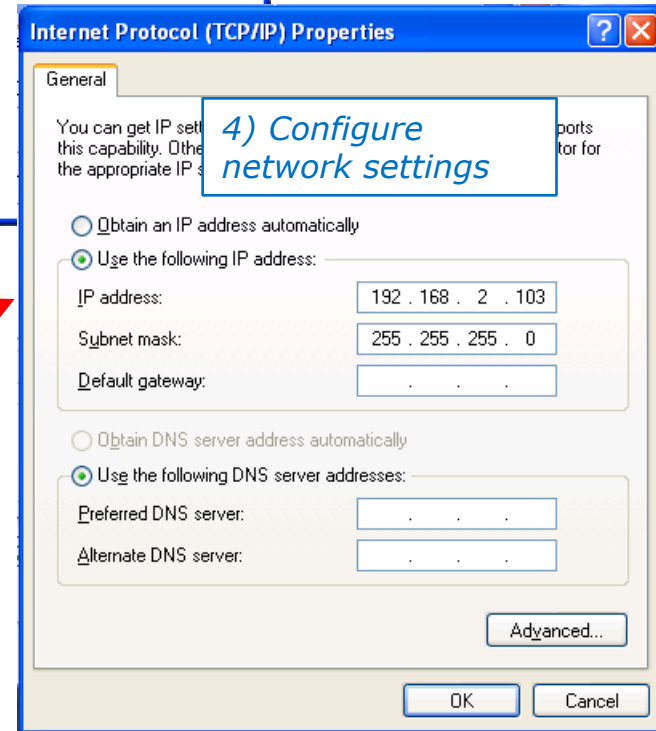 Internet Protocol (TCP/IP) Properties
General
4) Configure
network settings
You can get IP sett ports
this capability. Othe tor for
the appropriate IP s
Obtain an IP address automatically
Use the following IP address:
IP address: 192 . 168 . 2 . 103
Subnet mask: 255 . 255 . 255 . 0
Default gateway: . . .
Obtain DNS server address automatically
Use the following DNS server addresses:
Preferred DNS server: . . .
Alternate DNS server: . . .
Advanced...
OK Cancel